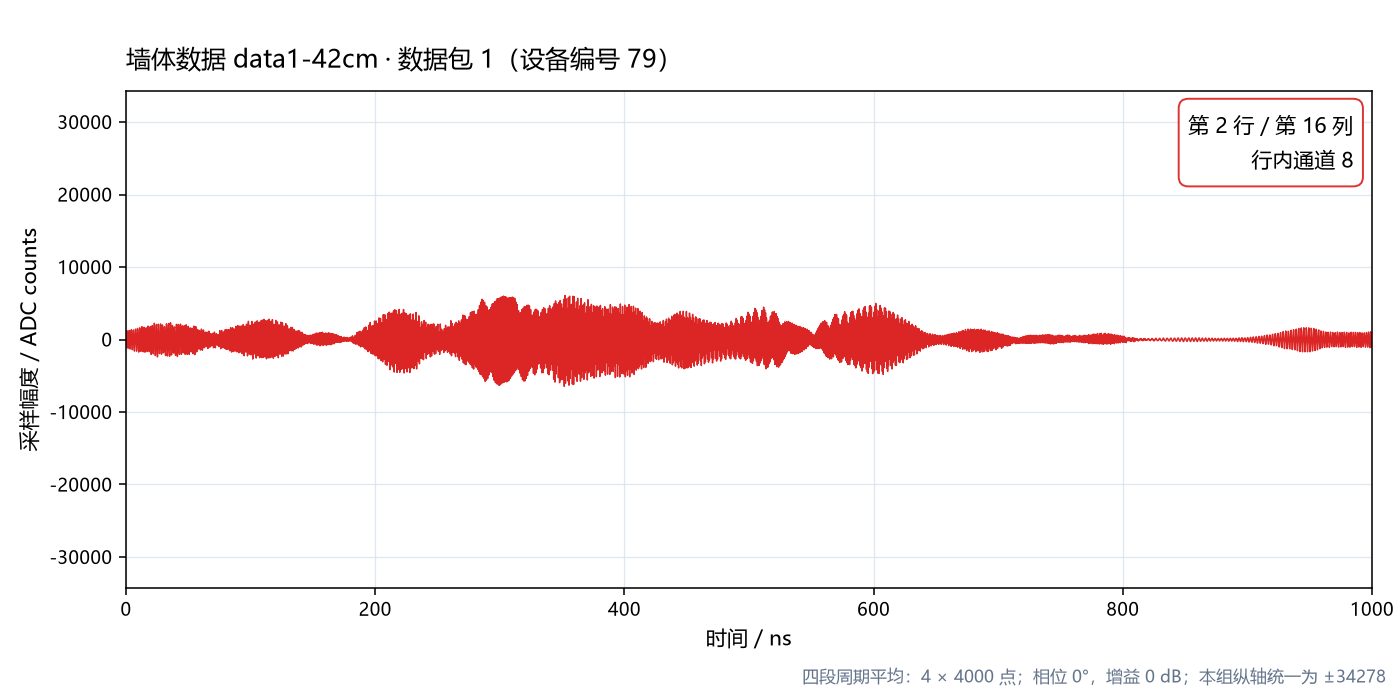 墙体数据 data1-42cm · 数据包 1（设备编号 79）
第 2 行 / 第 16 列
行内通道 8
采样幅度 / ADC counts
30000
20000
10000
0
-10000
-20000
-30000
0
200
400
600
800
1000
时间 / ns
四段周期平均：4 × 4000 点；相位 0°，增益 0 dB；本组纵轴统一为 ±34278